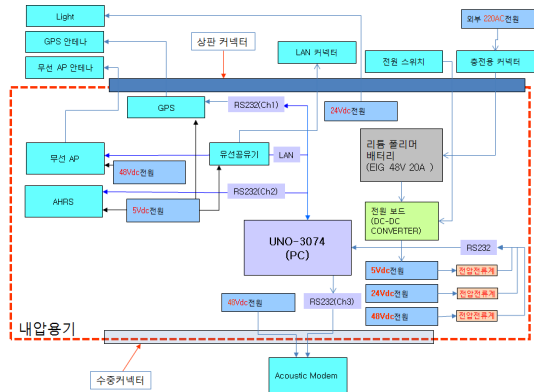 Light
외부 220AC전원
GPS 안테나
상판 커넥터
LAN 커넥터
전원 스위치
충전용 커넥터
무선 AP 안테나
GPS
RS232(Ch1)
24Vdc전원
무선 AP
유선공유기
LAN
리튬 폴리머
배터리
(EIG 48V 20A )
48Vdc전원
RS232(Ch2)
AHRS
5Vdc전원
전원 보드
(DC-DC
CONVERTER)
UNO-3074
(PC)
RS232
5Vdc전원
전압전류계
24Vdc전원
전압전류계
48Vdc전원
RS232(Ch3)
48Vdc전원
전압전류계
내압용기
수중커넥터
Acoustic Modem